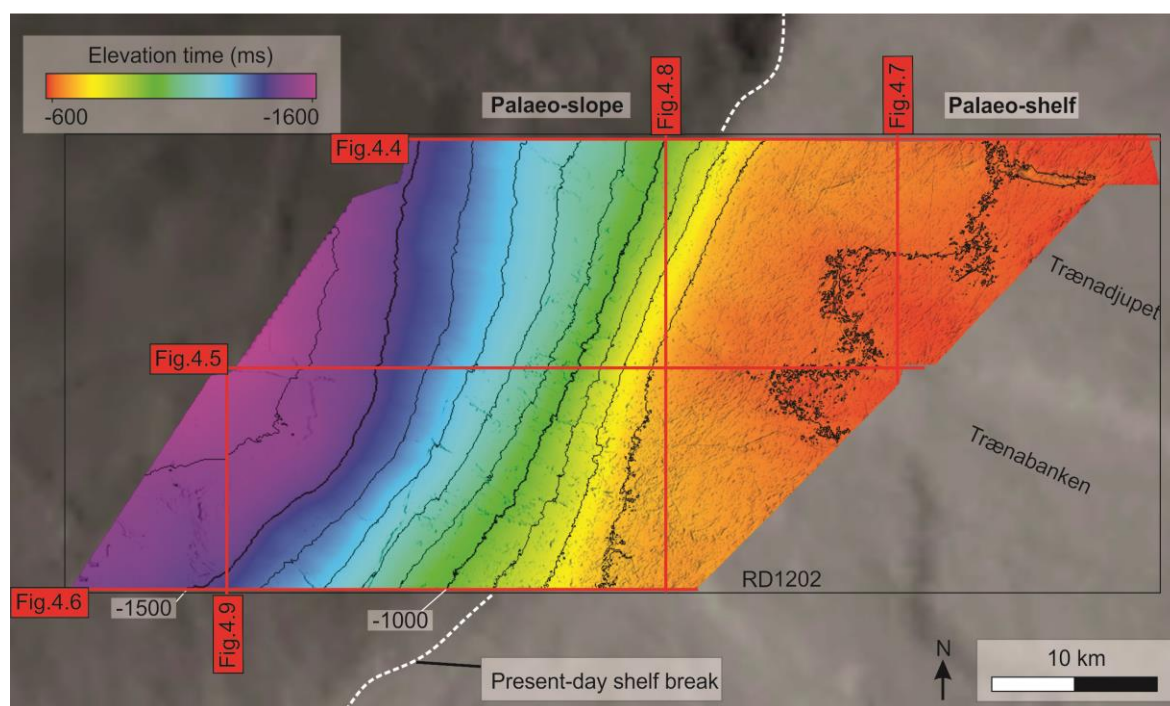 Elevation time (ms)
-600
-1600
Palaeo-slope
Fig.4.8
Fig.4.7
Palaeo-shelf
Fig.4.4
Trænadjupet
Fig.4.5
Trænabanken
RD1202
Fig.4.6
-1500
Fig.4.9
-1000
Present-day shelf break
N
10 km